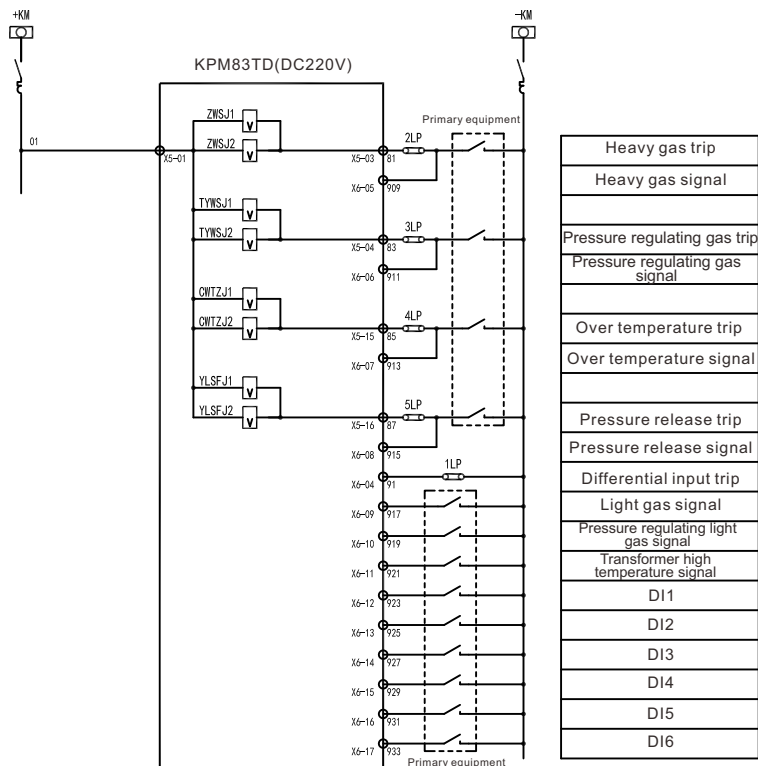 +KM
-KM
KPM83TD(DC220V)
ZWSJ1
Primary equipment
2LP
01
ZWSJ2
X5-01
X5-03
81
Heavy gas trip
X6-05
909
Heavy gas signal
TYWSJ1
3LP
TYWSJ2
X5-04
83
Pressure regulating gas trip
X6-06
911
Pressure regulating gas
signal
CWTZJ1
4LP
CWTZJ2
X5-15
85
Over temperature trip
X6-07
913
Over temperature signal
YLSFJ1
5LP
YLSFJ2
X5-16
87
Pressure release trip
X6-08
915
Pressure release signal
1LP
X6-04
91
Differential input trip
X6-09
917
Light gas signal
X6-10
919
Pressure regulating light
gas signal
X6-11
921
Transformer high
temperature signal
X6-12
923
DI1
X6-13
925
DI2
X6-14
927
DI3
X6-15
929
DI4
X6-16
931
DI5
X6-17
933
DI6
Primary equipment